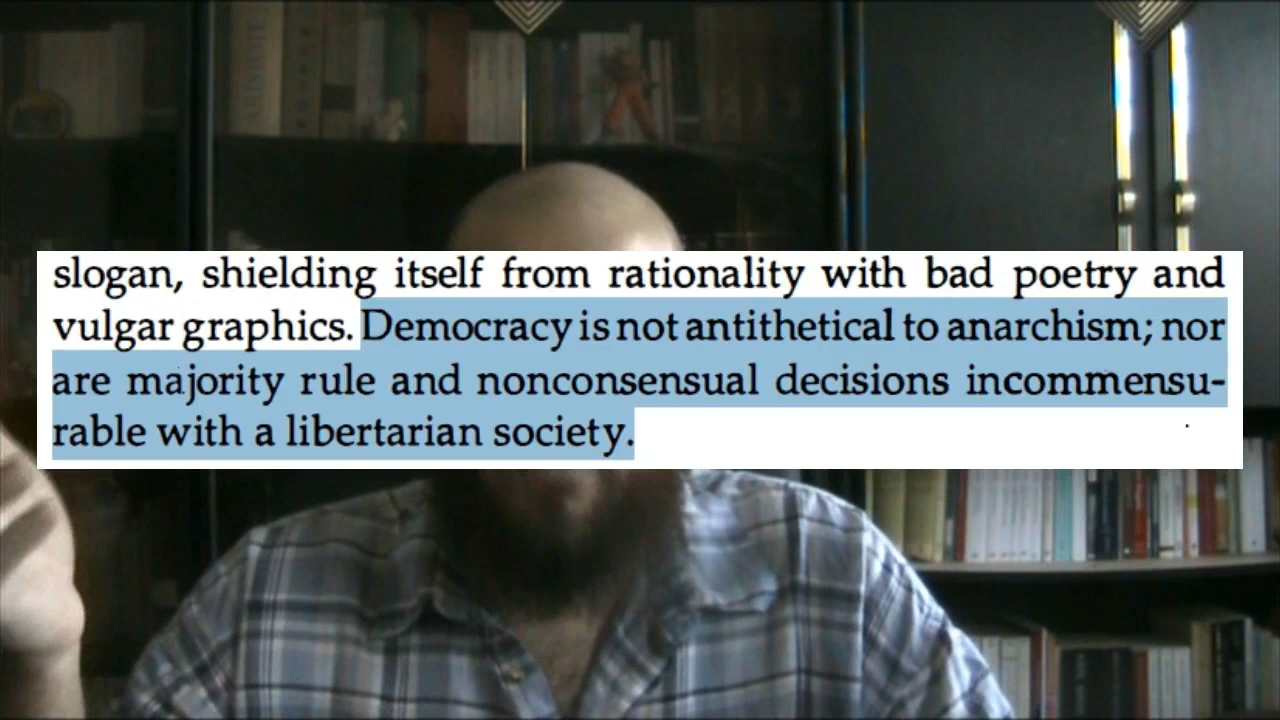 slogan, shielding itself from rationality with bad poetry and
vulgar graphics. Democracy is not antithetical to anarchism; nor
are majority rule and nonconsensual decisions incommensu-
rable with a libertarian society.